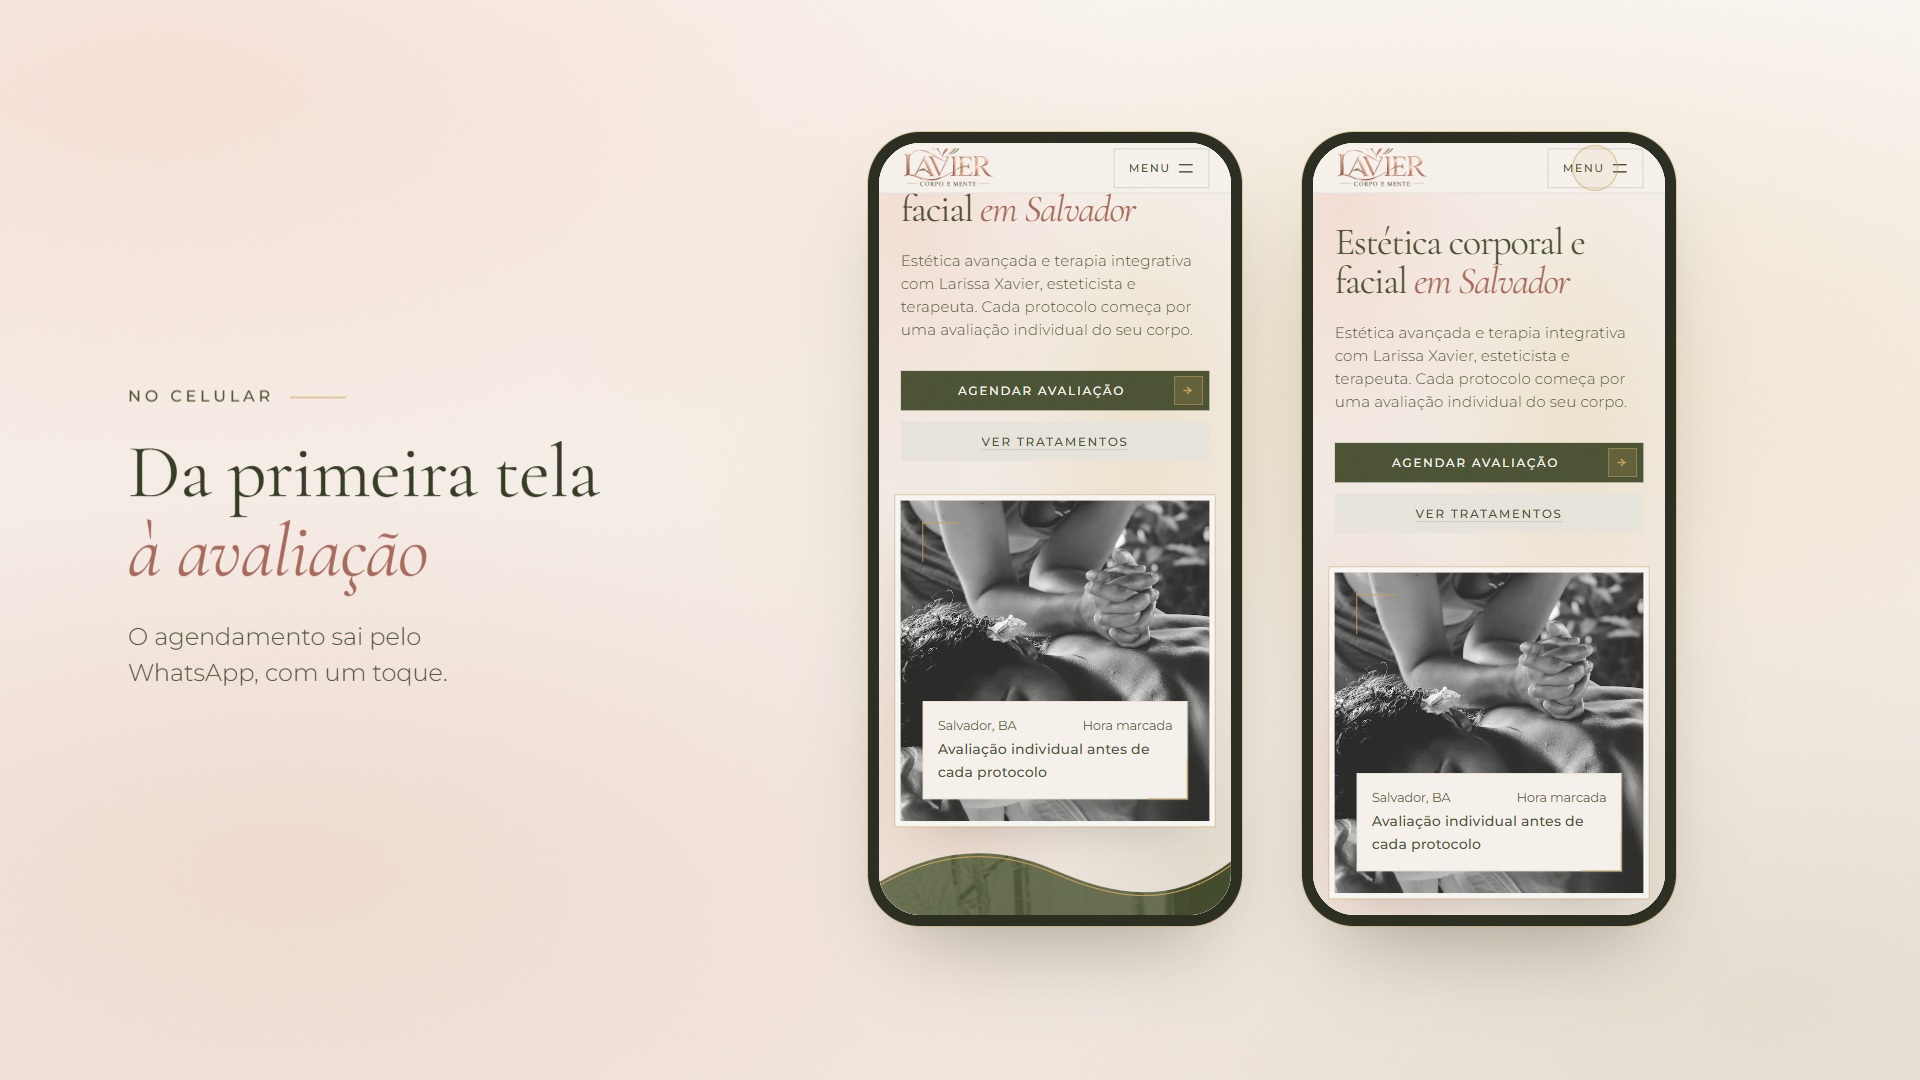 NO CELULAR
Da primeira tela
à avaliação
O agendamento sai pelo
WhatsApp, com um toque.
LAVIER
CORPO E MENTE
MENU
facial em Salvador
Estética avançada e terapia integrativa
com Larissa Xavier, esteticista e
terapeuta. Cada protocolo começa por
uma avaliação individual do seu corpo.
AGENDAR AVALIAÇÃO
VER TRATAMENTOS
Salvador, BA Hora marcada
Avaliação individual antes de
cada protocolo
LAVIER
CORPO E MENTE
MENU
Estética corporal e
facial em Salvador
Estética avançada e terapia integrativa
com Larissa Xavier, esteticista e
terapeuta. Cada protocolo começa por
uma avaliação individual do seu corpo.
AGENDAR AVALIAÇÃO
VER TRATAMENTOS
Salvador, BA Hora marcada
Avaliação individual antes de
cada protocolo